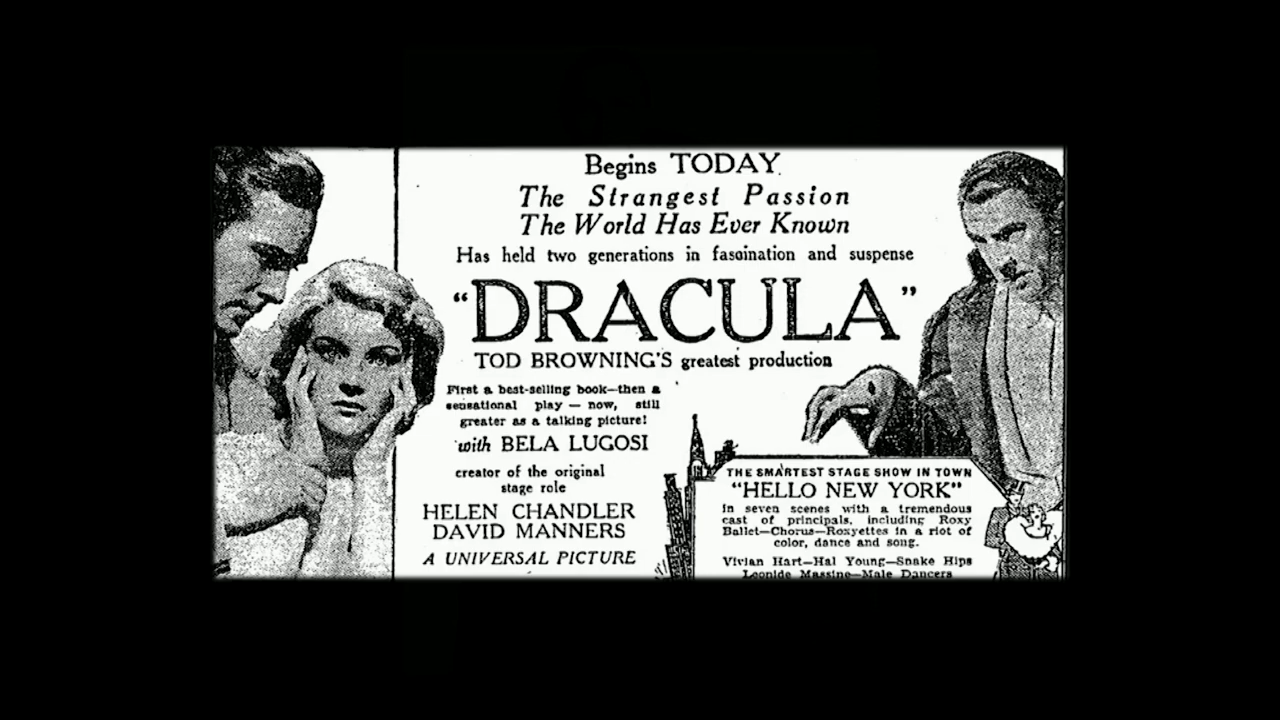 Begins TODAY.
The Strangest Passion
The World Has Ever Known
Has held two generations in fascination and suspense
"DRACULA"
TOD BROWNING'S greatest production
First a best-selling book—then a
sensational play — now, still
greater as a talking picture!
with BELA LUGOSI
creator of the original
stage role
HELEN CHANDLER
DAVID MANNERS
A UNIVERSAL PICTURE
THE SMARTEST STAGE SHOW IN TOWN
"HELLO NEW YORK"
in seven scenes with a tremendous
cast of principals, including Roxy
Ballet—Chorus—Roxyettes in a riot of
color, dance and song.
Vivian Hart—Hal Young—Snake Hips
Leonide Massine—Male Dancers